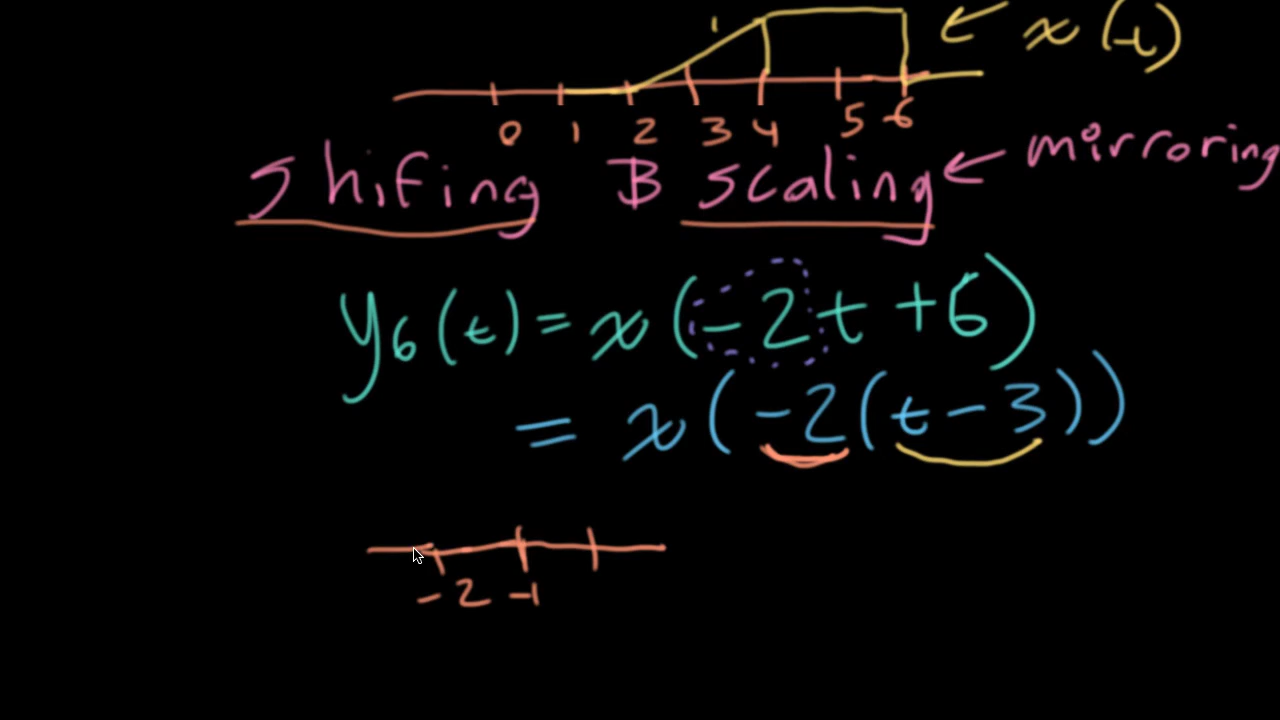 1 x(t)
0 1 2 3 4 5 6
Shifing & scaling ← mirroring
y6(t) = x(-2t + 6)
= x(-2(t - 3))
-2 -1